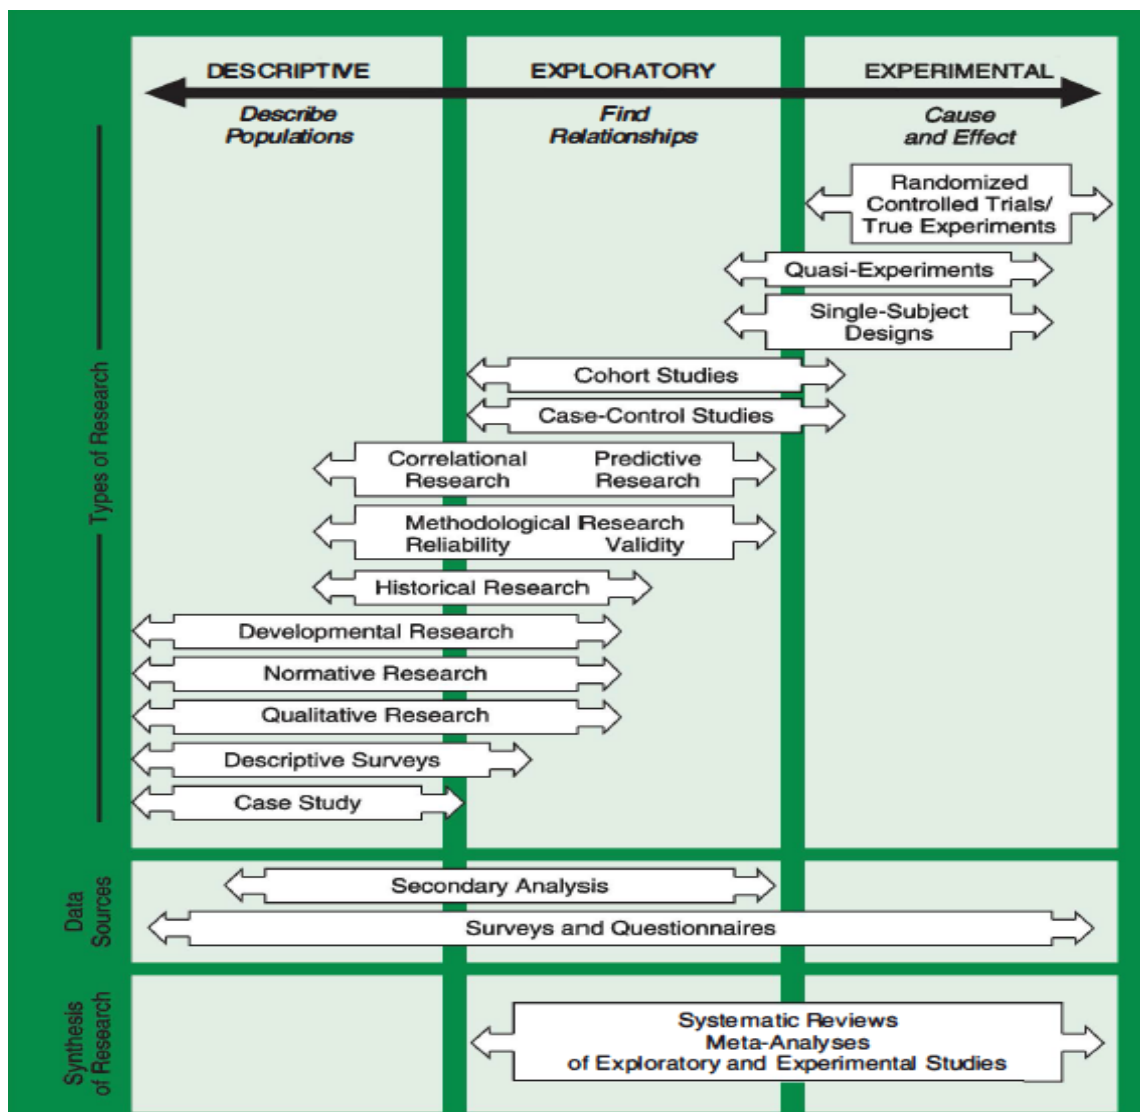 DESCRIPTIVE
EXPLORATORY
EXPERIMENTAL
Describe
Populations
Find
Relationships
Cause
and Effect
Types of Research
Randomized
Controlled Trials/
True Experiments
Quasi-Experiments
Single-Subject
Designs
Cohort Studies
Case-Control Studies
Correlational Predictive
Research Research
Methodological Research
Reliability Validity
Historical Research
Developmental Research
Normative Research
Qualitative Research
Descriptive Surveys
Case Study
Data
Sources
Secondary Analysis
Surveys and Questionnaires
Synthesis
of Research
Systematic Reviews
Meta-Analyses
of Exploratory and Experimental Studies